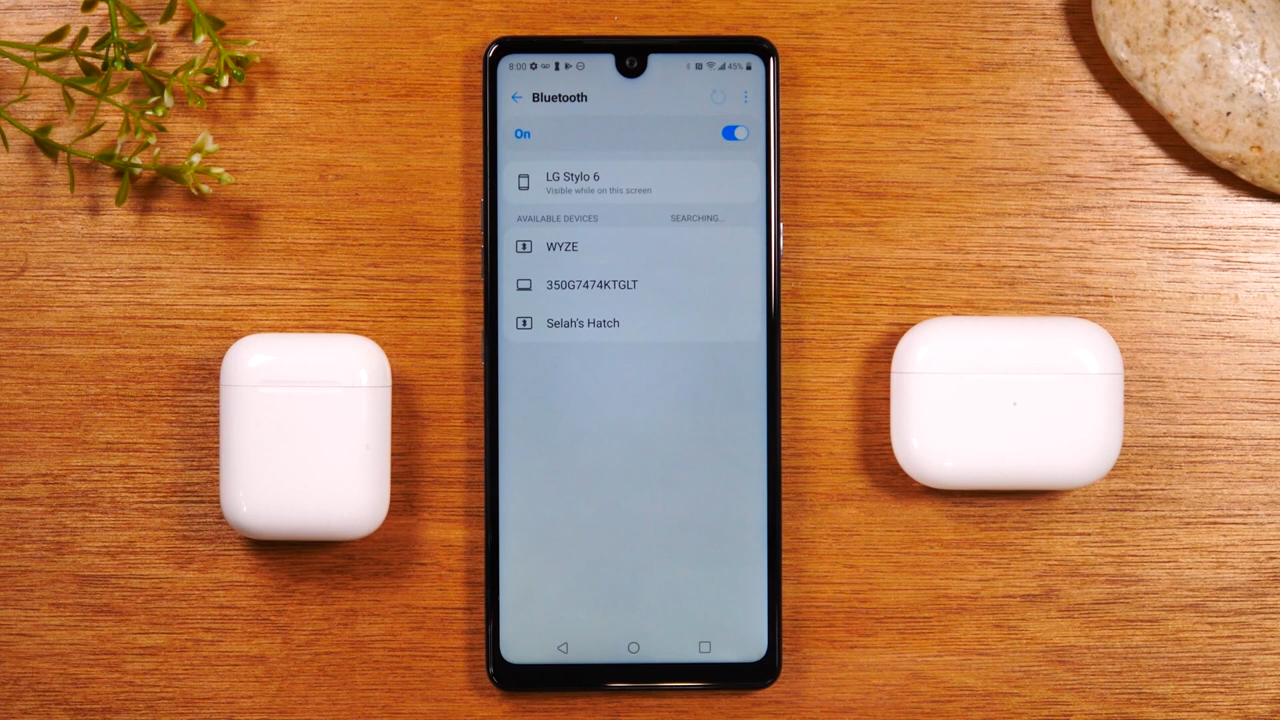 8:00 45%
Bluetooth
On
LG Stylo 6
Visible while on this screen
AVAILABLE DEVICES SEARCHING...
WYZE
350G7474KTGLT
Selah's Hatch